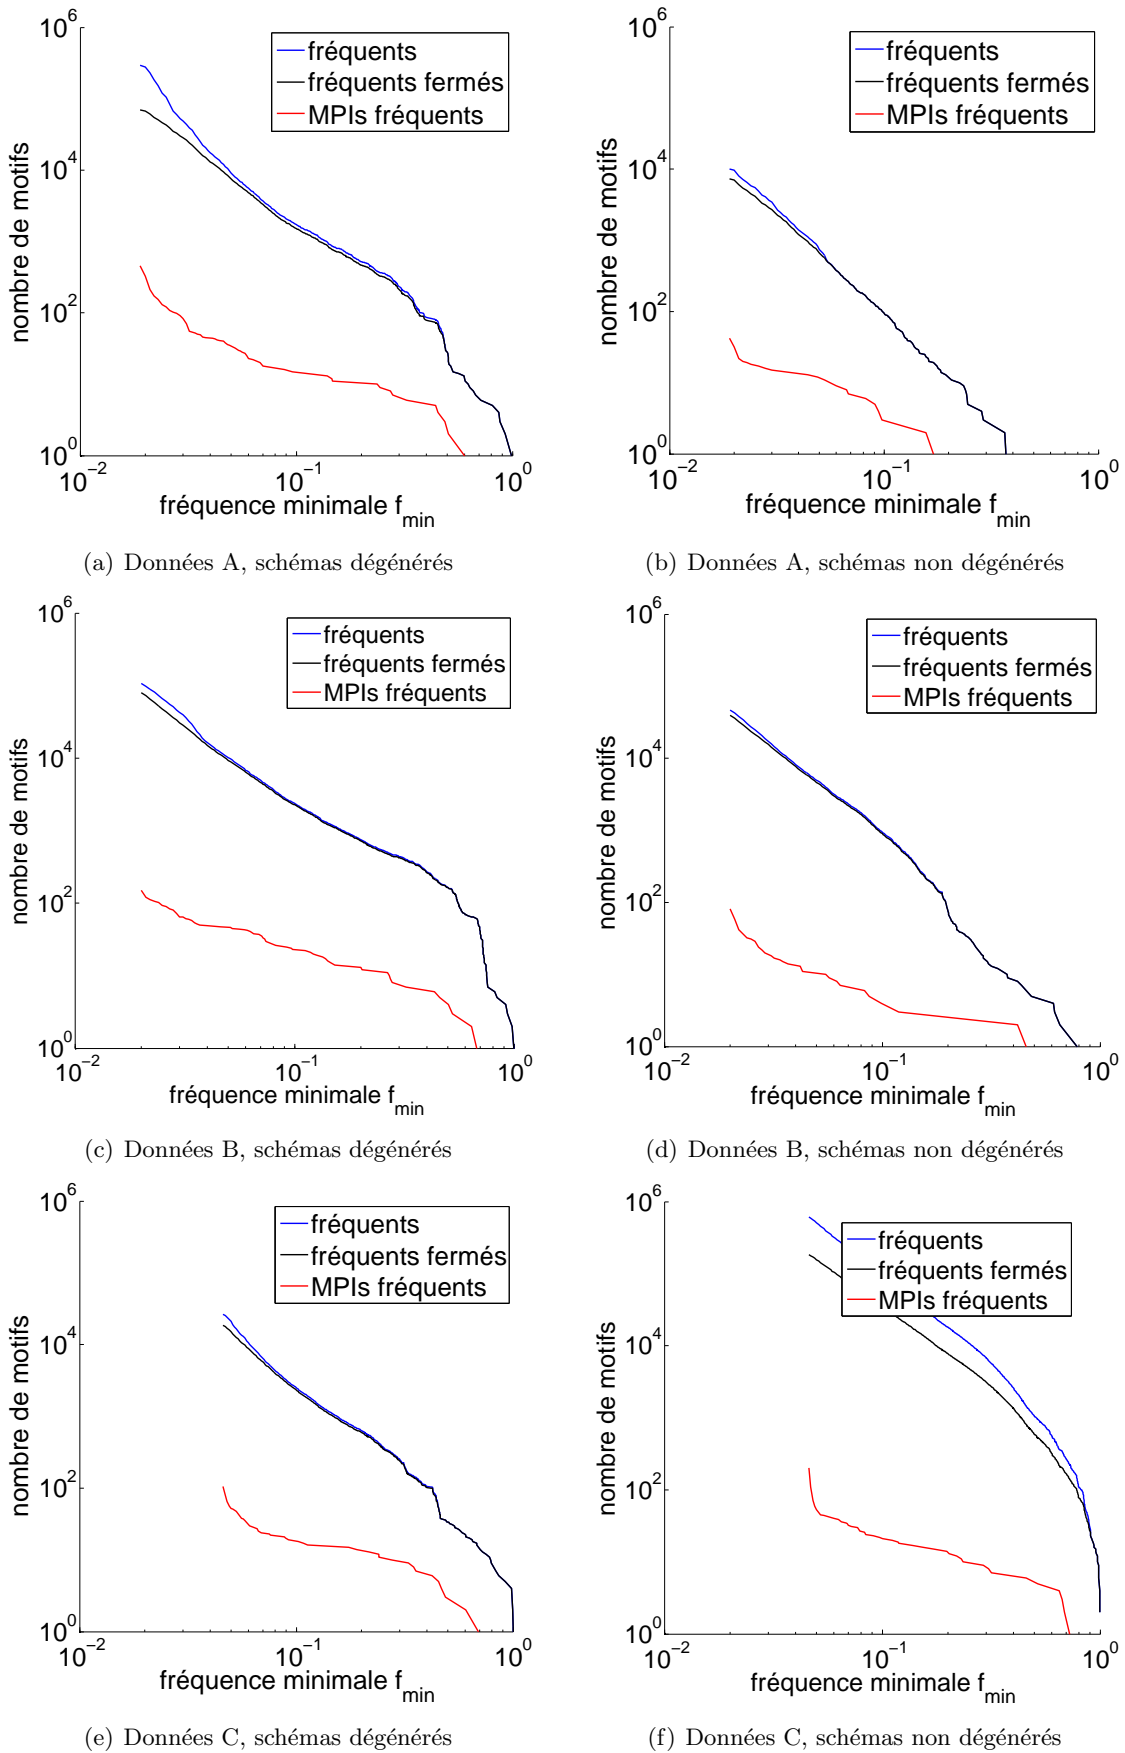 10^6
10^4
10^2
10^0
nombre de motifs
fréquents
fréquents fermés
MPIs fréquents
10^-2
10^-1
10^0
fréquence minimale f_min
(a) Données A, schémas dégénérés
10^6
10^4
10^2
10^0
nombre de motifs
fréquents
fréquents fermés
MPIs fréquents
10^-2
10^-1
10^0
fréquence minimale f_min
(b) Données A, schémas non dégénérés
10^6
10^4
10^2
10^0
nombre de motifs
fréquents
fréquents fermés
MPIs fréquents
10^-2
10^-1
10^0
fréquence minimale f_min
(c) Données B, schémas dégénérés
10^6
10^4
10^2
10^0
nombre de motifs
fréquents
fréquents fermés
MPIs fréquents
10^-2
10^-1
10^0
fréquence minimale f_min
(d) Données B, schémas non dégénérés
10^6
10^4
10^2
10^0
nombre de motifs
fréquents
fréquents fermés
MPIs fréquents
10^-2
10^-1
10^0
fréquence minimale f_min
(e) Données C, schémas dégénérés
10^6
10^4
10^2
10^0
nombre de motifs
fréquents
fréquents fermés
MPIs fréquents
10^-2
10^-1
10^0
fréquence minimale f_min
(f) Données C, schémas non dégénérés